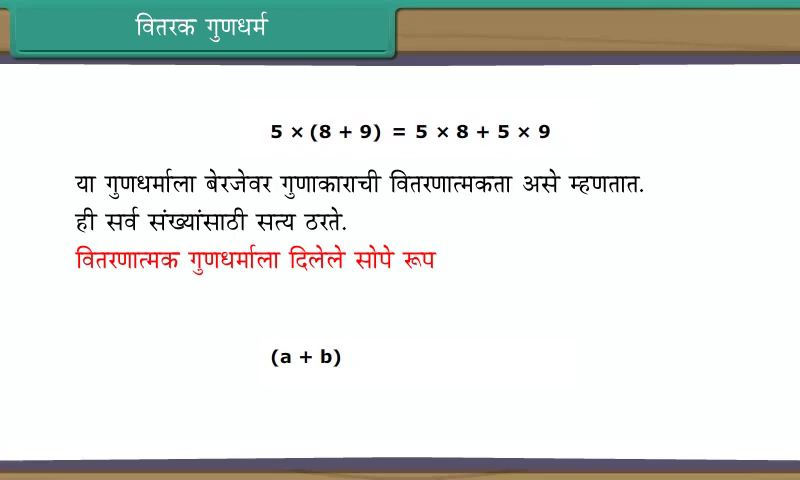 वितरक गुणधर्म
5 × (8 + 9) = 5 × 8 + 5 × 9
या गुणधर्माला बेरजेवर गुणाकाराची वितरणात्मकता असे म्हणतात.
ही सर्व संख्यांसाठी सत्य ठरते.
वितरणात्मक गुणधर्माला दिलेले सोपे रूप
(a + b)